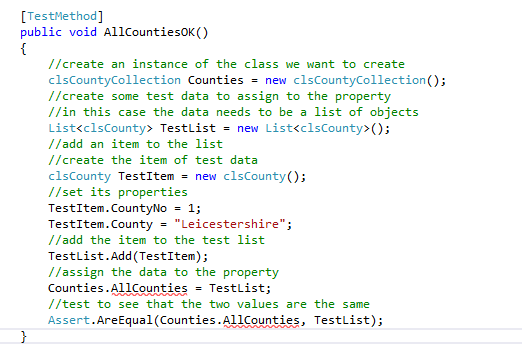 [TestMethod]
public void AllCountiesOK()
{
//create an instance of the class we want to create
clsCountyCollection Counties = new clsCountyCollection();
//create some test data to assign to the property
//in this case the data needs to be a list of objects
List<clsCounty> TestList = new List<clsCounty>();
//add an item to the list
//create the item of test data
clsCounty TestItem = new clsCounty();
//set its properties
TestItem.CountyNo = 1;
TestItem.County = "Leicestershire";
//add the item to the test list
TestList.Add(TestItem);
//assign the data to the property
Counties.AllCounties = TestList;
//test to see that the two values are the same
Assert.AreEqual(Counties.AllCounties, TestList);
}